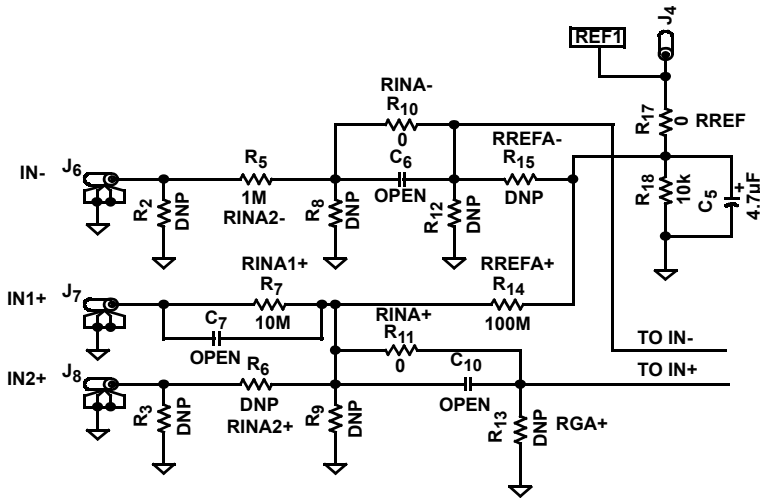 J4
REF1
R17
0
RREF
RINA-
R10
0
RREFA-
IN-
J6
R5
1M
RINA2-
C6
OPEN
R15
DNP
R2
DNP
R8
DNP
R12
DNP
R18
10k
C5
+
4.7µF
RINA1+
RREFA+
IN1+
J7
R7
10M
R14
100M
C7
OPEN
RINA+
R11
0
TO IN-
IN2+
J8
R6
DNP
RINA2+
C10
OPEN
TO IN+
R3
DNP
R9
DNP
R13
DNP
RGA+